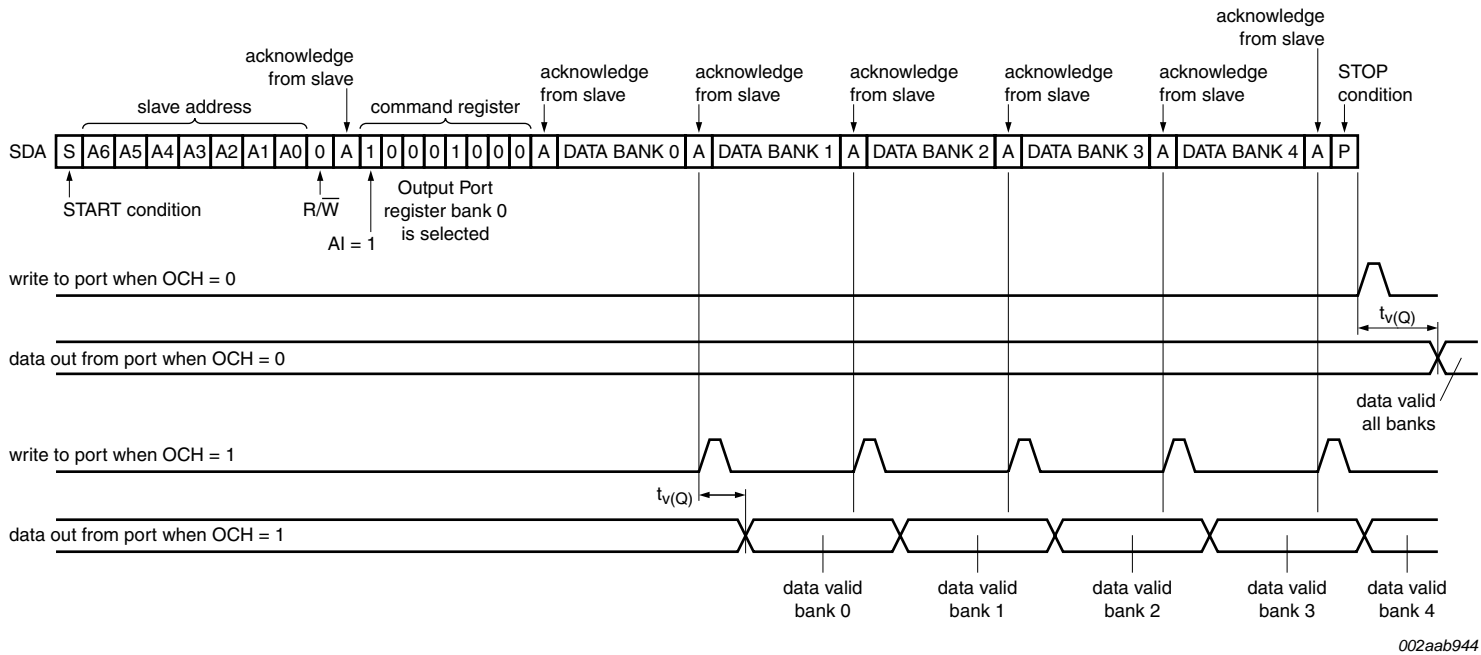 acknowledge
from slave
acknowledge
from slave
acknowledge
from slave
acknowledge
from slave
acknowledge
from slave
acknowledge
from slave
acknowledge
from slave
STOP
condition
slave address
command register
SDA S A6 A5 A4 A3 A2 A1 A0 0 A 1 0 0 0 1 0 0 0 A DATA BANK 0 A DATA BANK 1 A DATA BANK 2 A DATA BANK 3 A DATA BANK 4 A P
START condition
R/W
AI = 1
Output Port
register bank 0
is selected
write to port when OCH = 0
tv(Q)
data out from port when OCH = 0
data valid
all banks
write to port when OCH = 1
tv(Q)
data out from port when OCH = 1
data valid
bank 0
data valid
bank 1
data valid
bank 2
data valid
bank 3
data valid
bank 4
002aab944